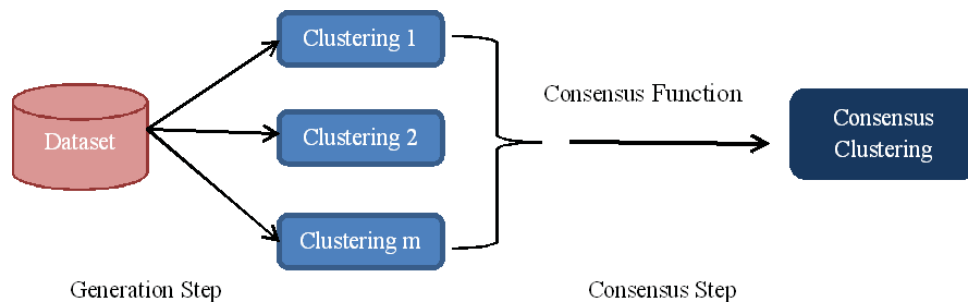 Clustering 1
Consensus Function
Dataset
Clustering 2
Consensus
Clustering
Clustering m
Generation Step
Consensus Step